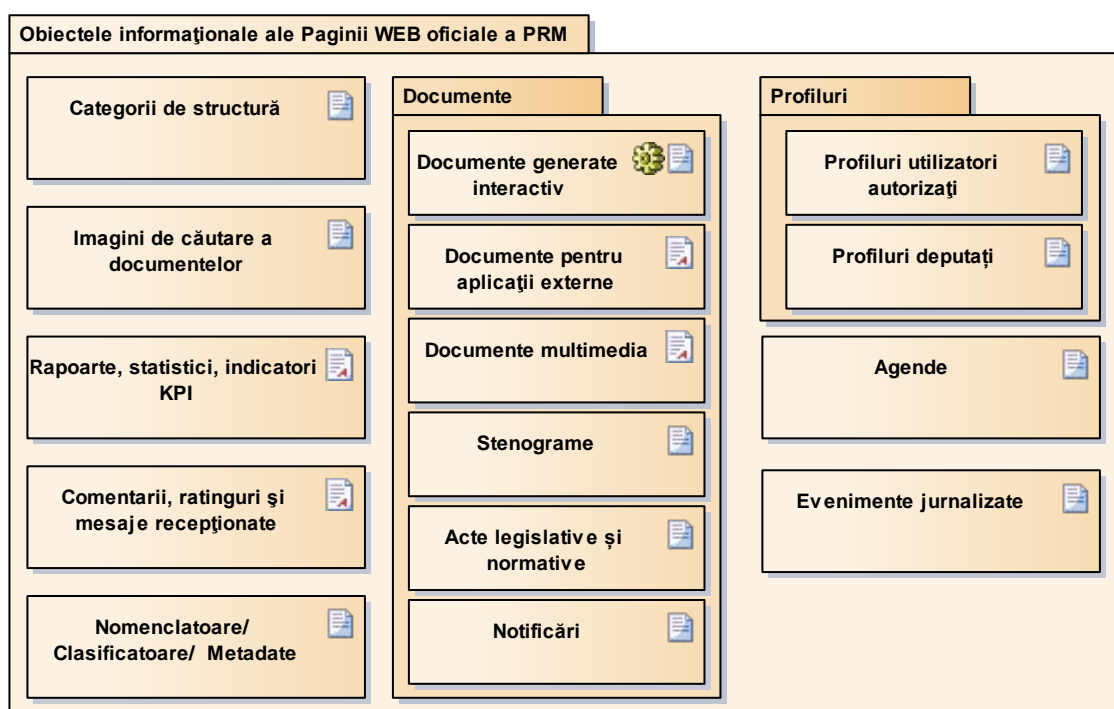 Obiectele informaţionale ale Paginii WEB oficiale a PRM
Categorii de structură
Imagini de căutare a
documentelor
Rapoarte, statistici, indicatori
KPI
Comentarii, ratinguri şi
mesaje recepţionate
Nomenclatoare/
Clasificatoare/ Metadate
Documente
Documente generate
interactiv
Documente pentru
aplicaţii externe
Documente multimedia
Stenograme
Acte legislative și
normative
Notificări
Profiluri
Profiluri utilizatori
autorizaţi
Profiluri deputați
Agende
Evenimente jurnalizate